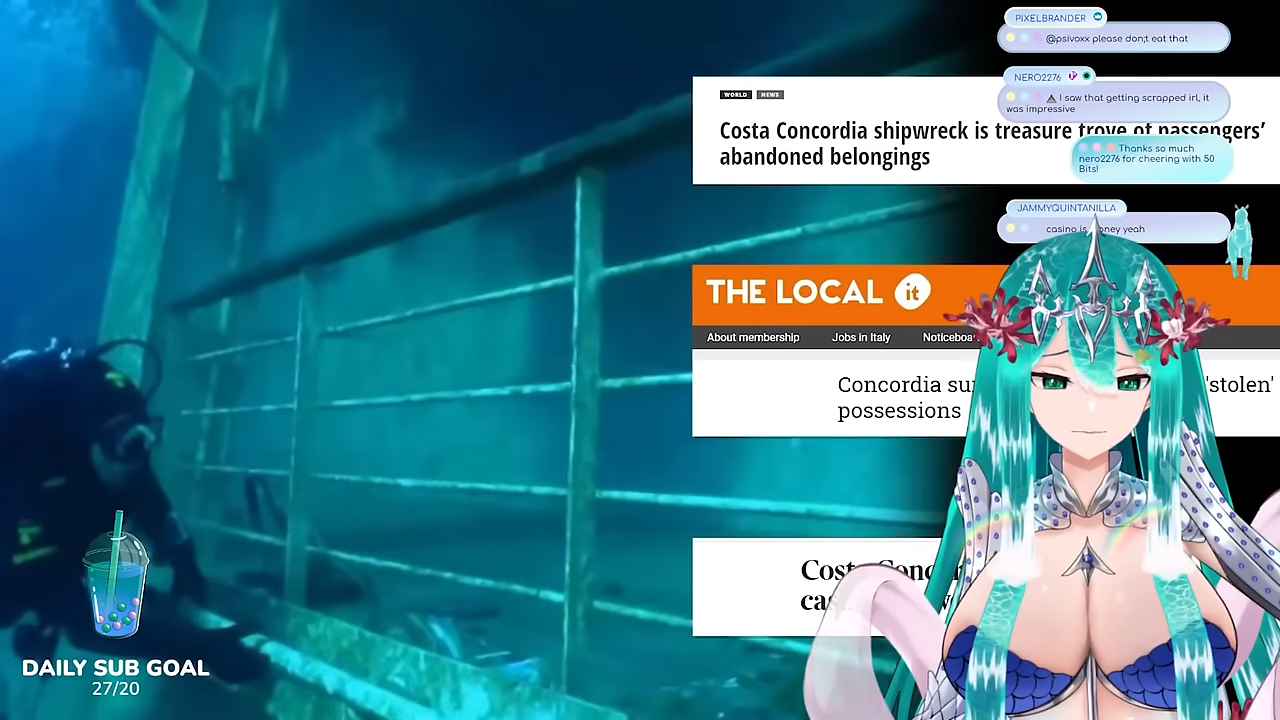 PIXELBRANDER
@psivoxx please don;t eat that
NERO2276
I saw that getting scrapped irl, it
was impressive
WORLD NEWS
Costa Concordia shipwreck is treasure trove of passengers'
abandoned belongings
Thanks so much
nero2276 for cheering with 50
Bits!
JAMMYQUINTANILLA
casino is
yeah
THE LOCAL it
About membership Jobs in Italy
Concordia 'stolen'
possessions
DAILY SUB GOAL
27/20